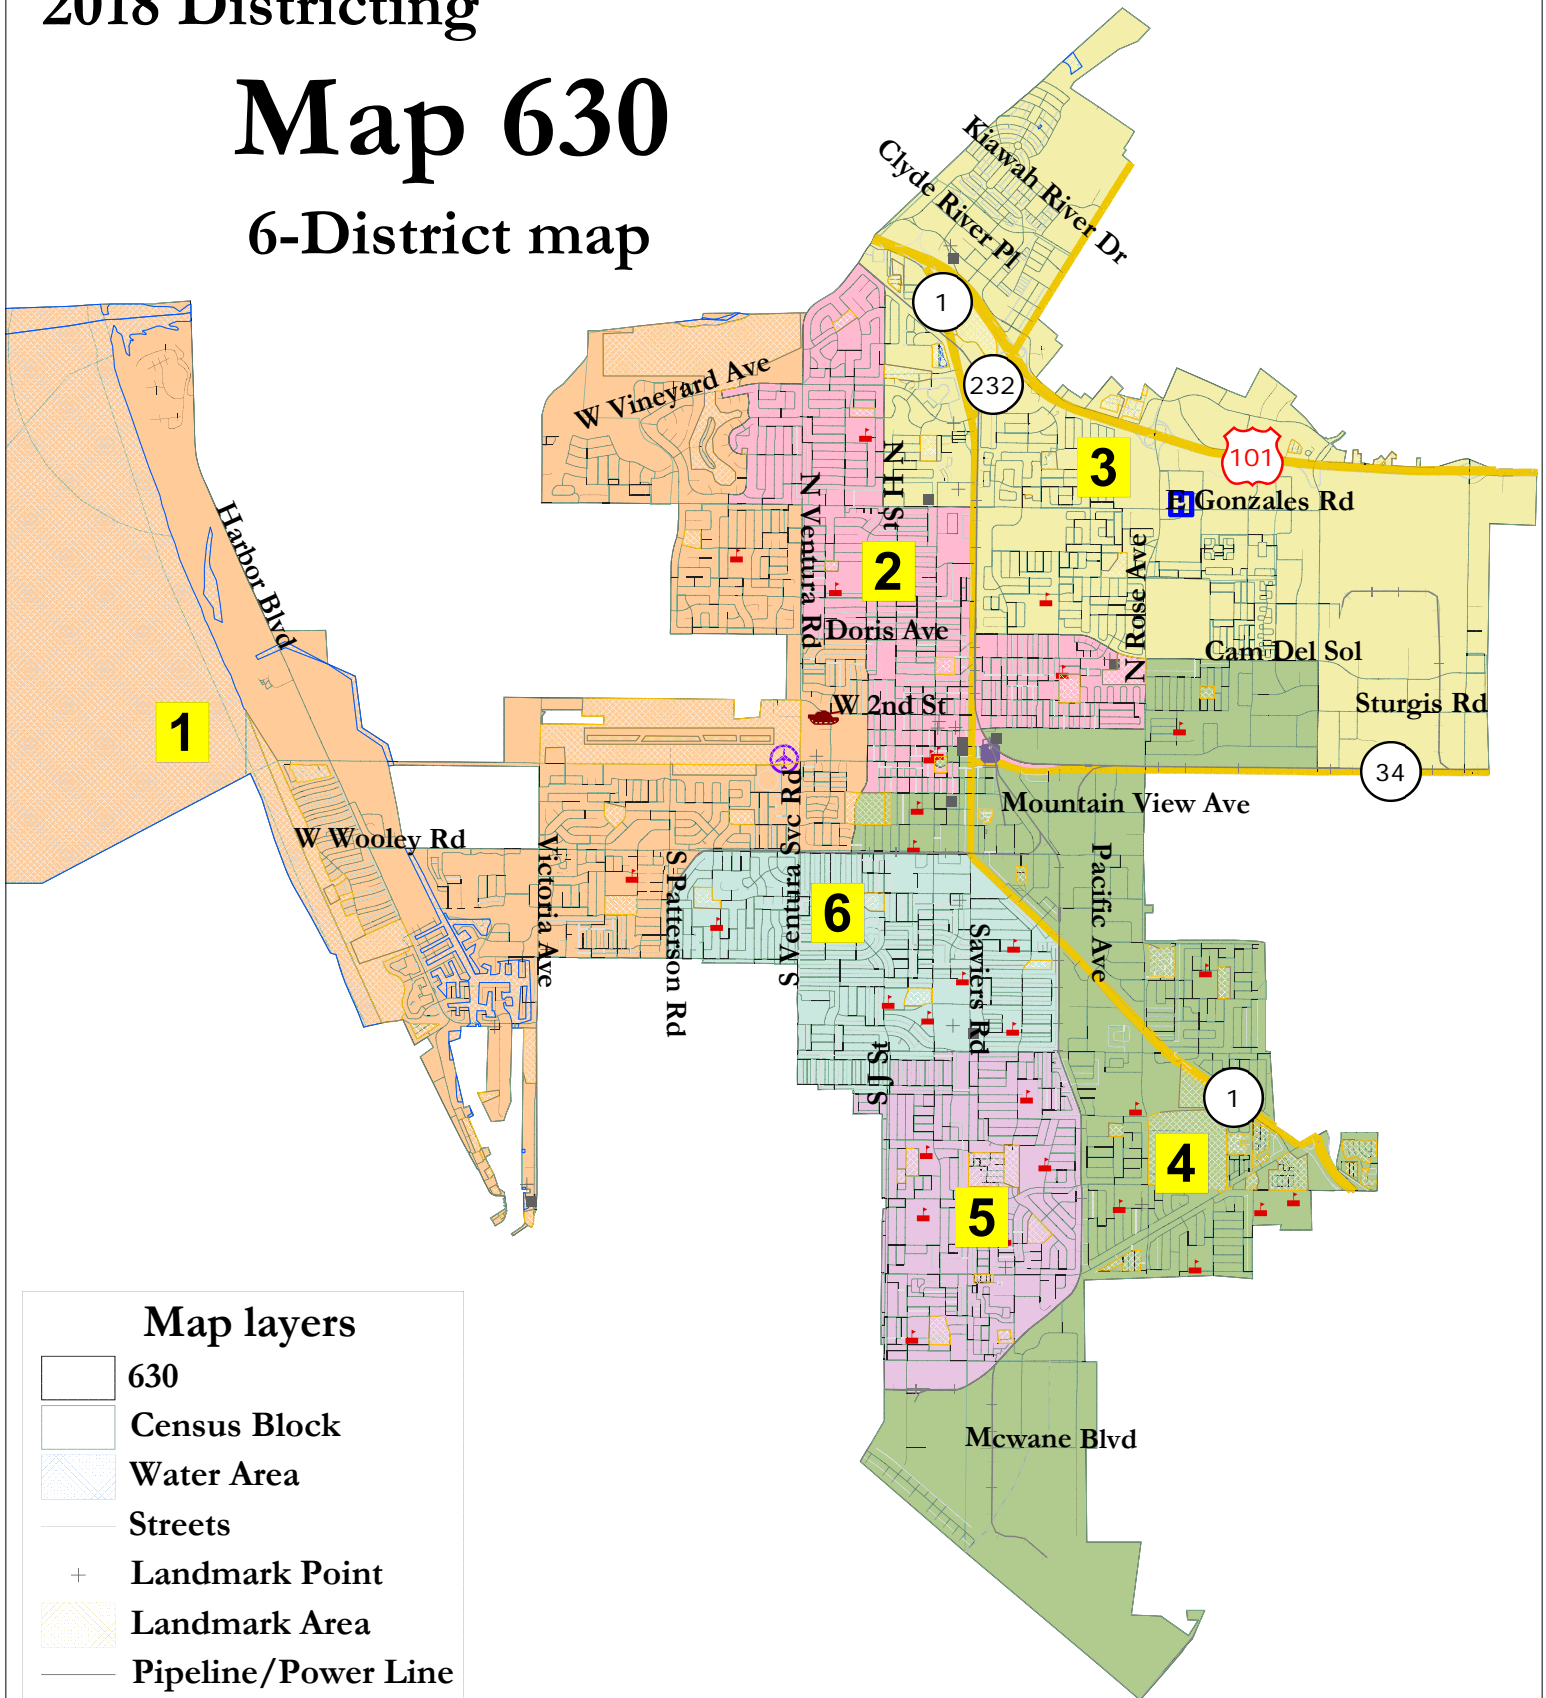 2018 Districting
Map 630
6-District map
Kiawah River Dr
Clyde River Pl
1
232
W Vineyard Ave
3
101
N H St
E Gonzales Rd
N Ventura Rd
Harbor Blvd
N Rose Ave
2
Doris Ave
Cam Del Sol
W 2nd St
Sturgis Rd
1
34
Mountain View Ave
W Wooley Rd
Victoria Ave
S Patterson Rd
S Ventura Svc Rd
6
Pacific Ave
Saviers Rd
S J St
1
4
5
Mcwane Blvd
Map layers
630
Census Block
Water Area
Streets
Landmark Point
Landmark Area
Pipeline/Power Line